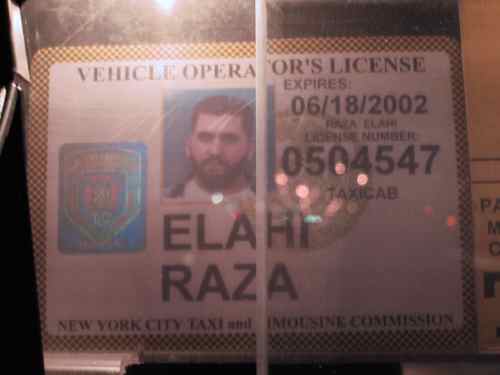 VEHICLE OPERATOR'S LICENSE
EXPIRES:
06/18/2002
RAZA ELAHI
LICENSE NUMBER:
0504547
TAXICAB
ELAHI
RAZA
NEW YORK CITY TAXI and LIMOUSINE COMMISSION